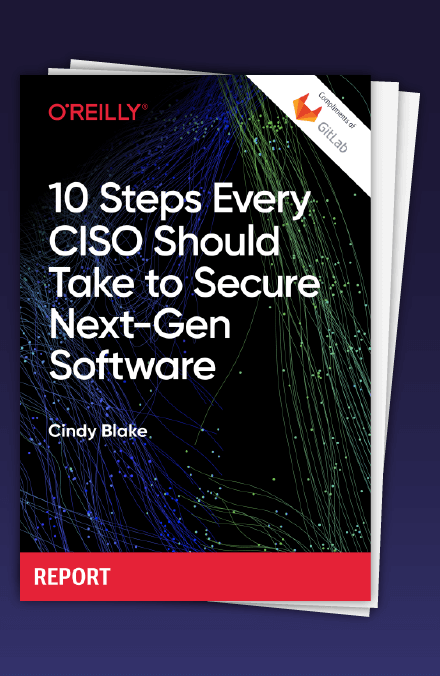 O'REILLY®
Compliments of
GitLab
10 Steps Every
CISO Should
Take to Secure
Next-Gen
Software
Cindy Blake
REPORT